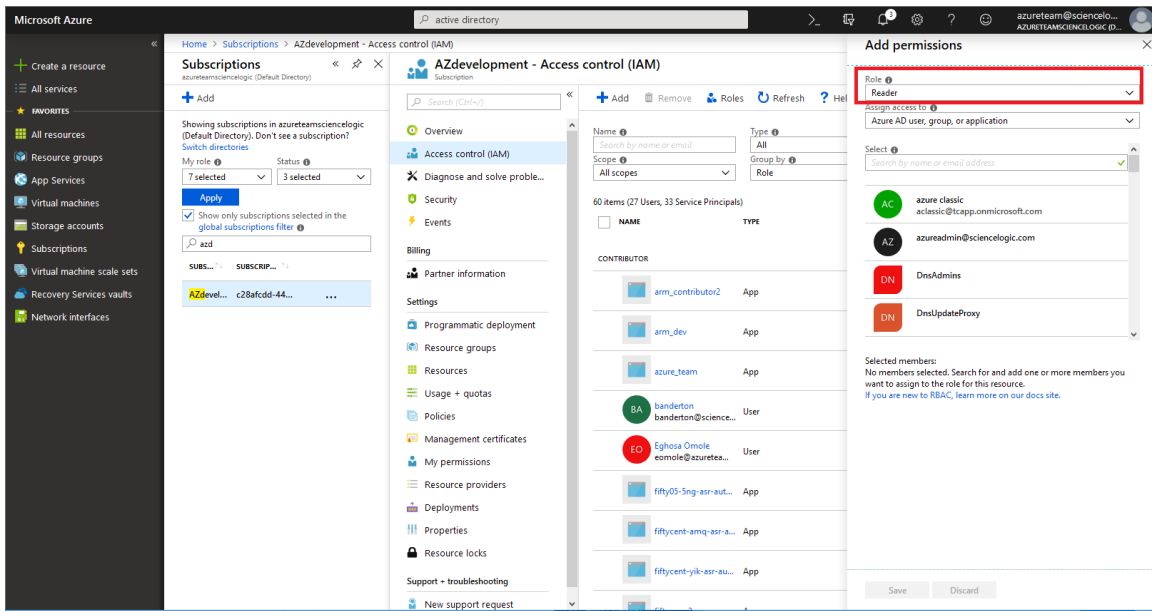 Microsoft Azure
active directory
3
azureteam@sciencelo...
AZURETEAMSCIENCELOGIC (D...
Create a resource
All services
FAVORITES
All resources
Resource groups
App Services
Virtual machines
Storage accounts
Subscriptions
Virtual machine scale sets
Recovery Services vaults
Network interfaces
Home > Subscriptions > AZdevelopment - Access control (IAM)
Subscriptions
azureteamsciencelogic (Default Directory)
Add
Showing subscriptions in azureteamsciencelogic
(Default Directory). Don't see a subscription?
Switch directories
My role Status
7 selected 3 selected
Apply
Show only subscriptions selected in the
global subscriptions filter
azd
SUBS... SUBSCRIP...
AZdevel... c28afcdd-44... ...
AZdevelopment - Access control (IAM)
Subscription
Search (Ctrl+/)
Overview
Access control (IAM)
Diagnose and solve proble...
Security
Events
Billing
Partner information
Settings
Programmatic deployment
Resource groups
Resources
Usage + quotas
Policies
Management certificates
My permissions
Resource providers
Deployments
Properties
Resource locks
Support + troubleshooting
New support request
Add Remove Roles Refresh ? Hel
Name Type
Search by name or email All
Scope Group by
All scopes Role
60 items (27 Users, 33 Service Principals)
NAME TYPE
CONTRIBUTOR
arm_contributor2 App
arm_dev App
azure_team App
BA banderton User
banderton@science...
EO Eghosa Omole User
eomole@azuretea...
fifty05-5ng-asr-aut... App
fiftycent-amq-asr-a... App
fiftycent-yik-asr-au... App
Add permissions
Role
Reader
Assign access to
Azure AD user, group, or application
Select
Search by name or email address
AC azure classic
aclassic@tcapp.onmicrosoft.com
AZ azureadmin@sciencelogic.com
DN DnsAdmins
DN DnsUpdateProxy
Selected members:
No members selected. Search for and add one or more members you
want to assign to the role for this resource.
If you are new to RBAC, learn more on our docs site.
Save Discard